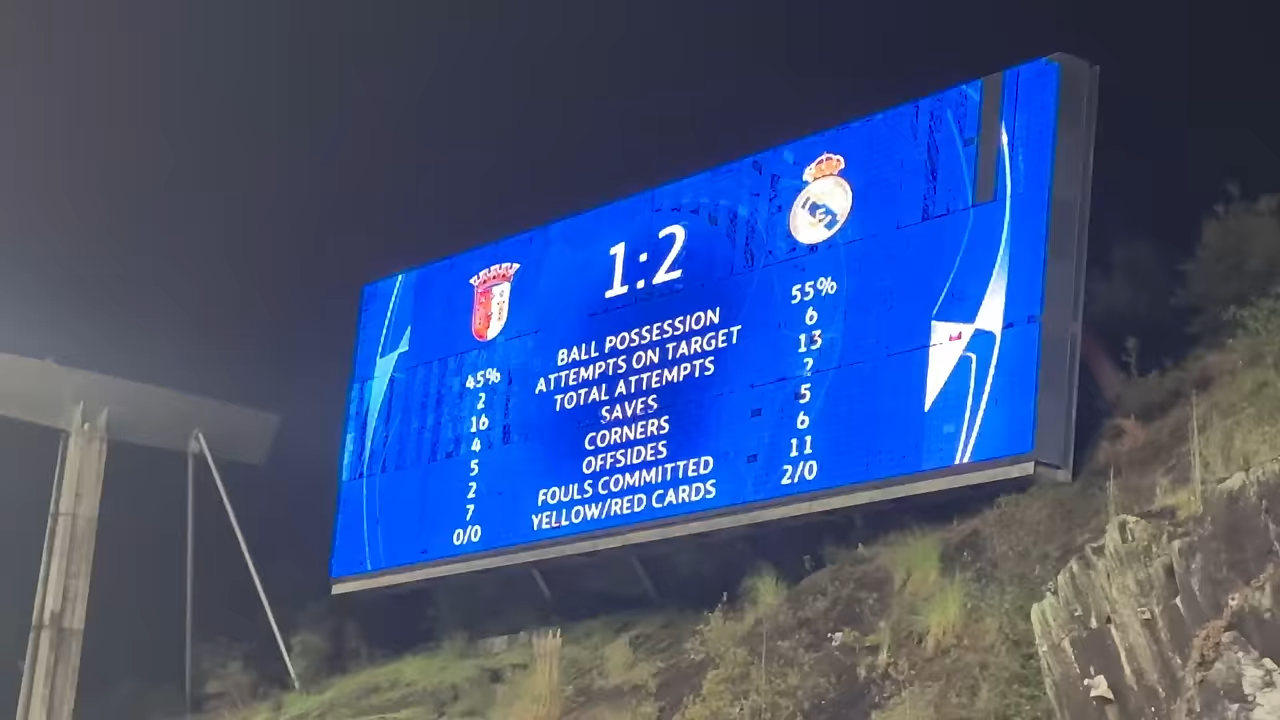 1:2
45% BALL POSSESSION 55%
2 ATTEMPTS ON TARGET 6
16 TOTAL ATTEMPTS 13
4 SAVES
5 CORNERS 5
2 OFFSIDES 6
7 FOULS COMMITTED 11
0/0 YELLOW/RED CARDS 2/0